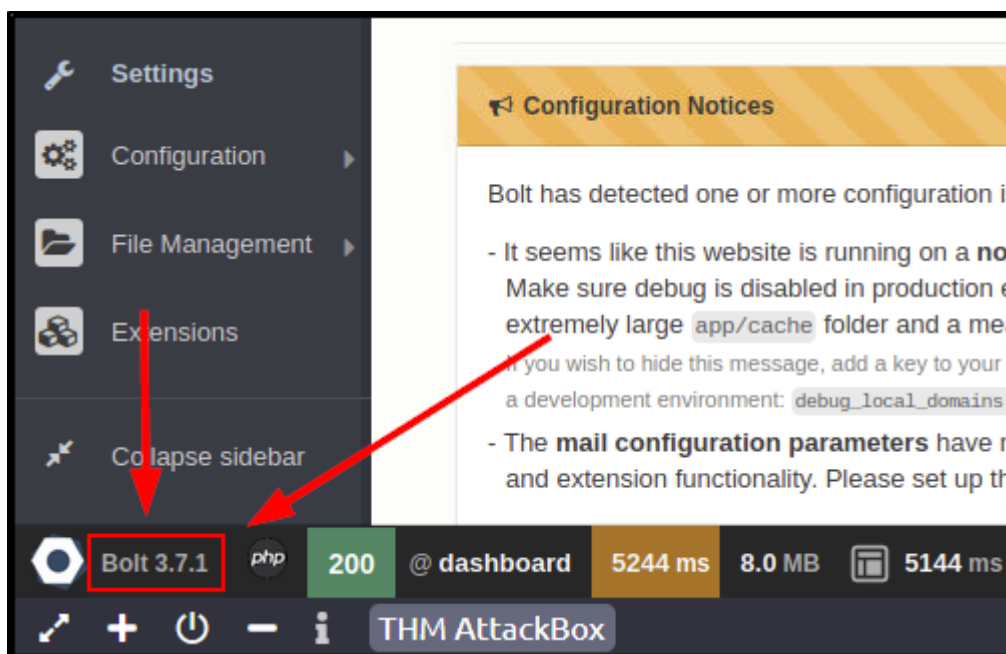 Settings
Configuration
File Management
Extensions
Collapse sidebar
Configuration Notices
Bolt has detected one or more configuration
- It seems like this website is running on a
Make sure debug is disabled in production
extremely large app/cache folder and a
If you wish to hide this message, add a key to your
a development environment: debug_local_domains
- The mail configuration parameters have
and extension functionality. Please set up
Bolt 3.7.1
php
200
@ dashboard
5244 ms
8.0 MB
5144 ms
THM AttackBox